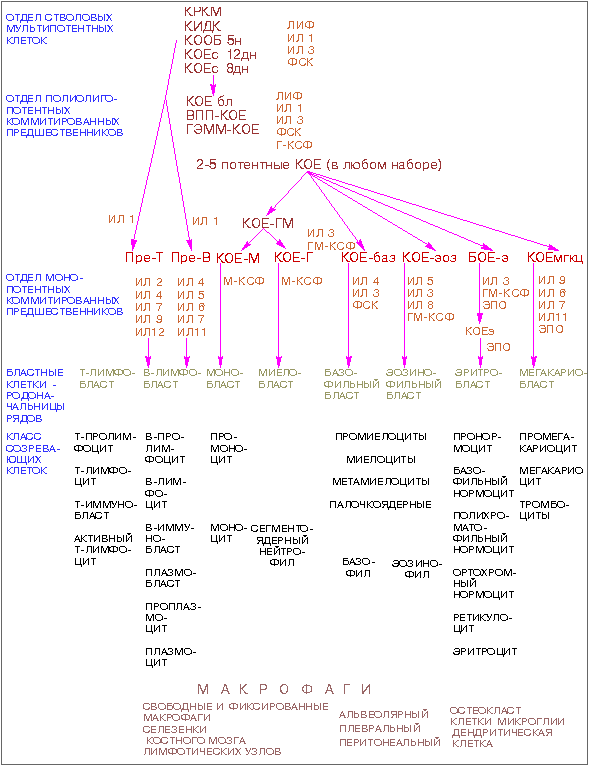 ОТДЕЛ СТВОЛОВЫХ
МУЛЬТИПОТЕНТНЫХ
КЛЕТОК
КРКМ
КИДК
КООБ 5н
КОЕс 12дн
КОЕс 8дн
ЛИФ
ИЛ 1
ИЛ 3
ФСК
ОТДЕЛ ПОЛИОЛИГО-
ПОТЕНТНЫХ
КОММИТИРОВАННЫХ
ПРЕДШЕСТВЕННИКОВ
КОЕ бл
ВПП-КОЕ
ГЭММ-КОЕ
ЛИФ
ИЛ 1
ИЛ 3
ФСК
Г-КСФ
2-5 потентные КОЕ (в любом наборе)
ИЛ 1
ИЛ 1
КОЕ-ГМ
ИЛ 3
ГМ-КСФ
Пре-Т
Пре-В
КОЕ-М
КОЕ-Г
КОЕ-баз
КОЕ-эоз
БОЕ-э
КОЕмгкц
ОТДЕЛ МОНО-
ПОТЕНТНЫХ
КОММИТИРОВАННЫХ
ПРЕДШЕСТВЕННИКОВ
ИЛ 2
ИЛ 4
ИЛ 7
ИЛ 9
ИЛ12
ИЛ 4
ИЛ 5
ИЛ 6
ИЛ 7
ИЛ11
М-КСФ
М-КСФ
ИЛ 4
ИЛ 3
ФСК
ИЛ 5
ИЛ 3
ИЛ 8
ГМ-КСФ
ИЛ 3
ГМ-КСФ
ЭПО
КОЕэ
ЭПО
ИЛ 9
ИЛ 6
ИЛ 7
ИЛ11
ЭПО
БЛАСТНЫЕ
КЛЕТКИ -
РОДОНА-
ЧАЛЬНИЦЫ
РЯДОВ
Т-ЛИМФО-
БЛАСТ
В-ЛИМФО-
БЛАСТ
МОНО-
БЛАСТ
МИЕЛО-
БЛАСТ
БАЗО-
ФИЛЬНЫЙ
БЛАСТ
ЭОЗИНО-
ФИЛЬНЫЙ
БЛАСТ
ЭРИТРО-
БЛАСТ
МЕГАКАРИО-
БЛАСТ
КЛАСС
СОЗРЕВА-
ЮЩИХ
КЛЕТОК
Т-ПРОЛИМ-
ФОЦИТ
Т-ЛИМФО-
ЦИТ
Т-ИММУНО-
БЛАСТ
АКТИВНЫЙ
Т-ЛИМФО-
ЦИТ
В-ПРО-
ЛИМ-
ФОЦИТ
В-ЛИМ-
ФО-
ЦИТ
В-ИММУ-
НО-
БЛАСТ
ПЛАЗМО-
БЛАСТ
ПРОПЛАЗ-
МО-
ЦИТ
ПЛАЗМО-
ЦИТ
ПРО-
МОНО-
ЦИТ
МОНО-
ЦИТ
СЕГМЕНТО-
ЯДЕРНЫЙ
НЕЙТРО-
ФИЛ
ПРОМИЕЛОЦИТЫ
МИЕЛОЦИТЫ
МЕТАМИЕЛОЦИТЫ
ПАЛОЧКОЯДЕРНЫЕ
БАЗО-
ФИЛ
ЭОЗИНО-
ФИЛ
ПРОНОР-
МОЦИТ
БАЗО-
ФИЛЬНЫЙ
НОРМОЦИТ
ПОЛИХРО-
МАТО-
ФИЛЬНЫЙ
НОРМОЦИТ
ОРТОХРОМ-
НЫЙ
НОРМОЦИТ
РЕТИКУЛО-
ЦИТ
ЭРИТРОЦИТ
ПРОМЕГА-
КАРИОЦИТ
МЕГАКАРИО
ЦИТ
ТРОМБО-
ЦИТЫ
М А К Р О Ф А Г И
СВОБОДНЫЕ И ФИКСИРОВАННЫЕ
МАКРОФАГИ
СЕЛЕЗЕНКИ
КОСТНОГО МОЗГА
ЛИМФОТИЧЕСКИХ УЗЛОВ
АЛЬВЕОЛЯРНЫЙ
ПЛЕВРАЛЬНЫЙ
ПЕРИТОНЕАЛЬНЫЙ
ОСТЕОКЛАСТ
КЛЕТКИ МИКРОГЛИИ
ДЕНДРИТИЧЕСКАЯ
КЛЕТКА